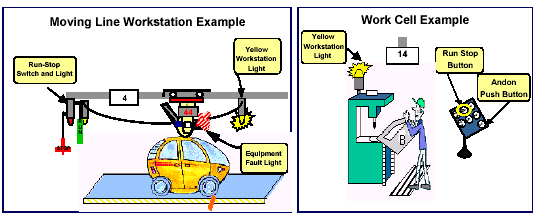 Moving Line Workstation Example
Run-Stop
Switch and Light
Yellow
Workstation
Light
4
44
Equipment
Fault Light
Work Cell Example
Yellow
Workstation
Light
14
Run Stop
Button
Andon
Push Button
B